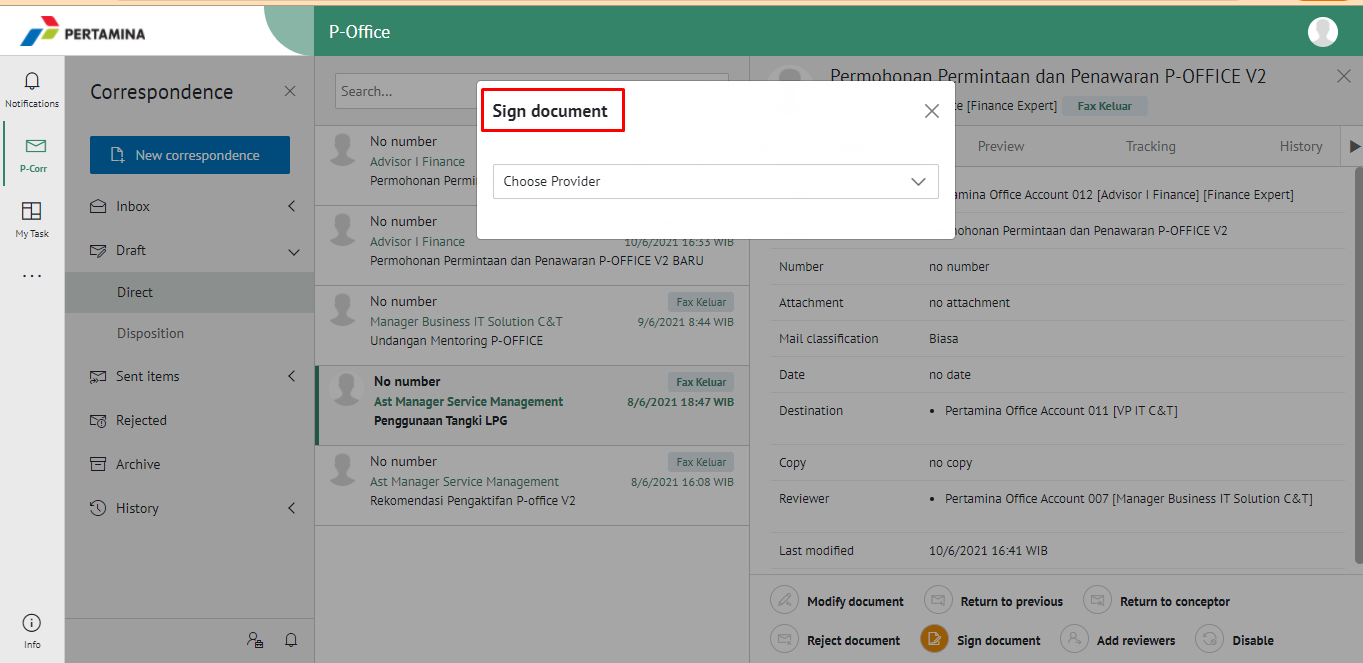 PERTAMINA
P-Office
Notifications
P-Corr
My Task
Info
Correspondence
New correspondence
Inbox
Draft
Direct
Disposition
Sent items
Rejected
Archive
History
Search...
No number
Advisor I Finance
Permohonan Permi
No number
Advisor I Finance
10/6/2021 16:33 WIB
Permohonan Permintaan dan Penawaran P-OFFICE V2 BARU
No number
Fax Keluar
Manager Business IT Solution C&T
9/6/2021 8:44 WIB
Undangan Mentoring P-OFFICE
No number
Fax Keluar
Ast Manager Service Management
8/6/2021 18:47 WIB
Penggunaan Tangki LPG
No number
Fax Keluar
Ast Manager Service Management
8/6/2021 16:08 WIB
Rekomendasi Pengaktifan P-office V2
Sign document
Choose Provider
Permohonan Permintaan dan Penawaran P-OFFICE V2
e [Finance Expert]
Fax Keluar
Preview
Tracking
History
amina Office Account 012 [Advisor I Finance] [Finance Expert]
ohonan Permintaan dan Penawaran P-OFFICE V2
Number
no number
Attachment
no attachment
Mail classification
Biasa
Date
no date
Destination
• Pertamina Office Account 011 [VP IT C&T]
Copy
no copy
Reviewer
• Pertamina Office Account 007 [Manager Business IT Solution C&T]
Last modified
10/6/2021 16:41 WIB
Modify document
Return to previous
Return to conceptor
Reject document
Sign document
Add reviewers
Disable